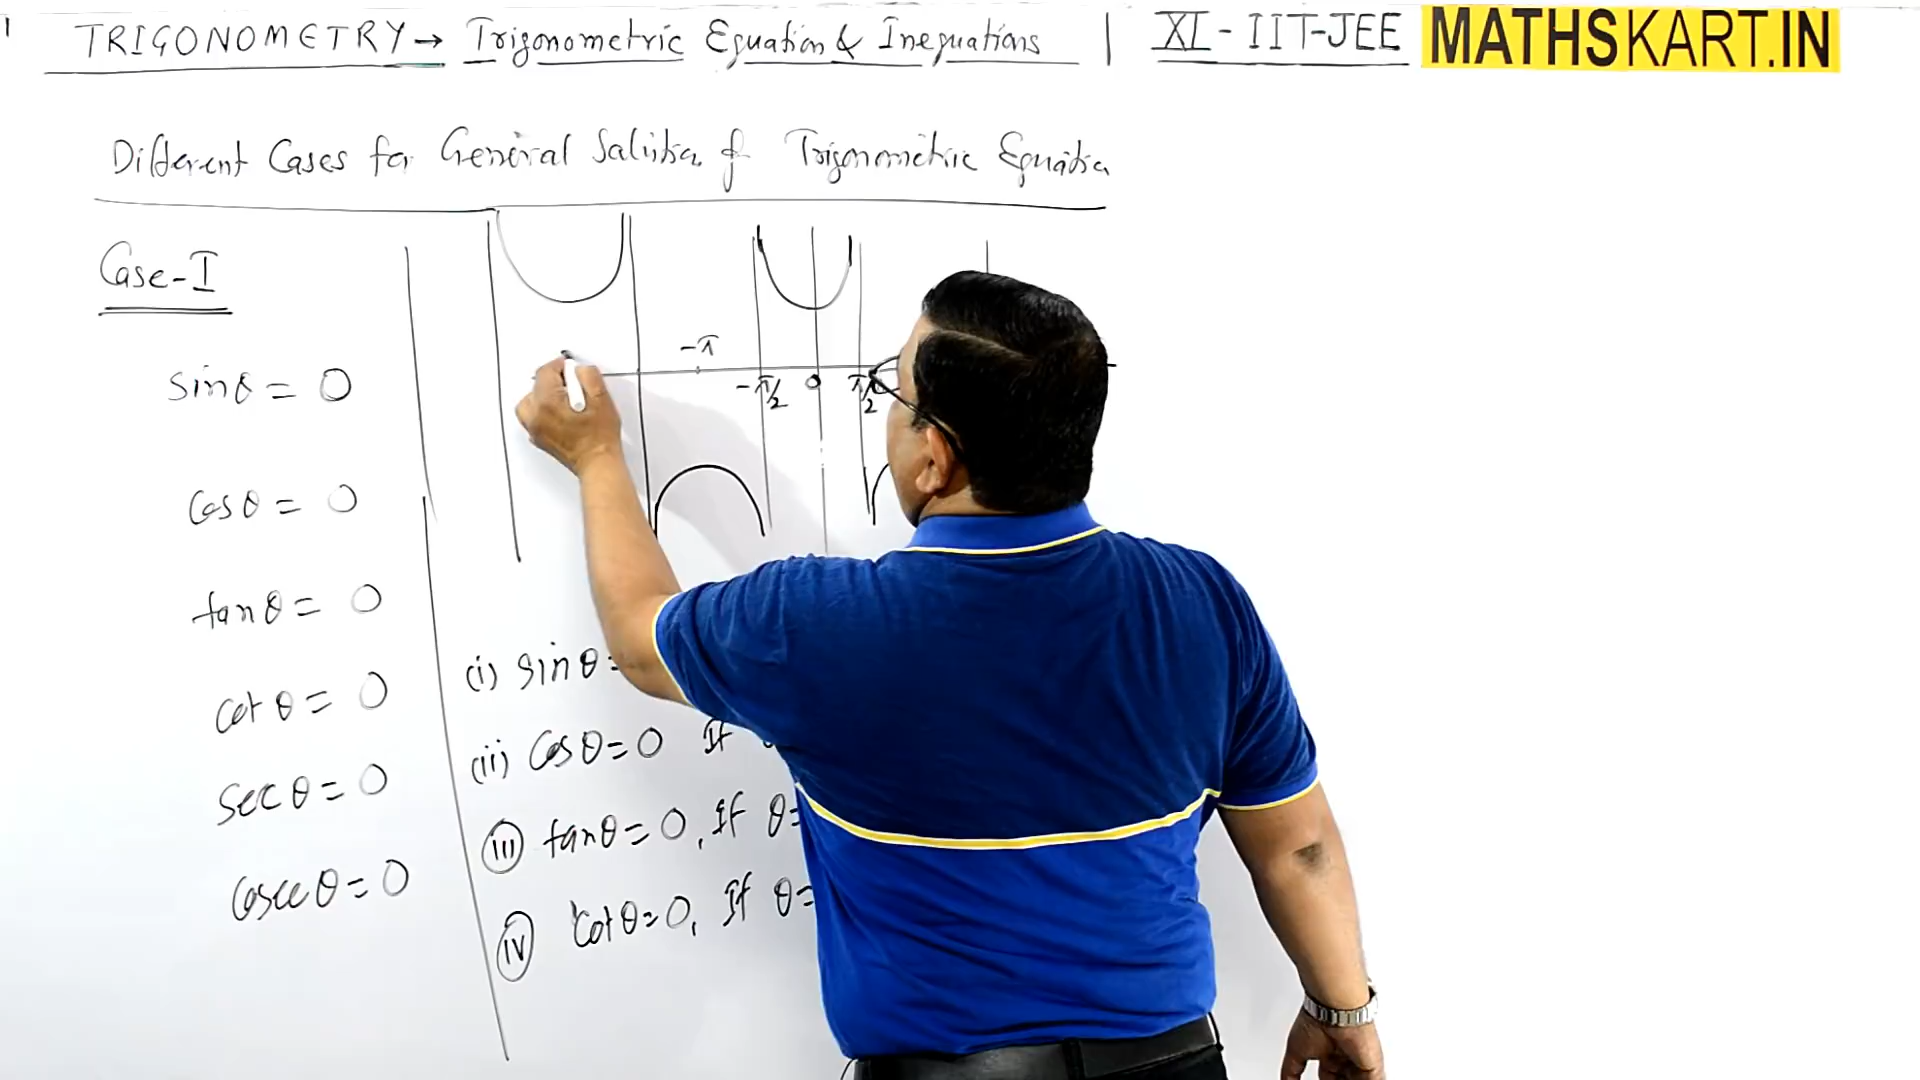 TRIGONOMETRY → Trigonometric Equation & Inequations | XI - IIT-JEE MATHSKART.IN
Different Cases for General Solution of Trigonometric Equation
Case-I
-π
-π/2 0 π/2
sinθ = 0
cosθ = 0
tanθ = 0
cotθ = 0
secθ = 0
cosecθ = 0
(i) sinθ=
(ii) cosθ=0 If
(iii) tanθ=0, If θ=
(iv) cotθ=0, If θ=